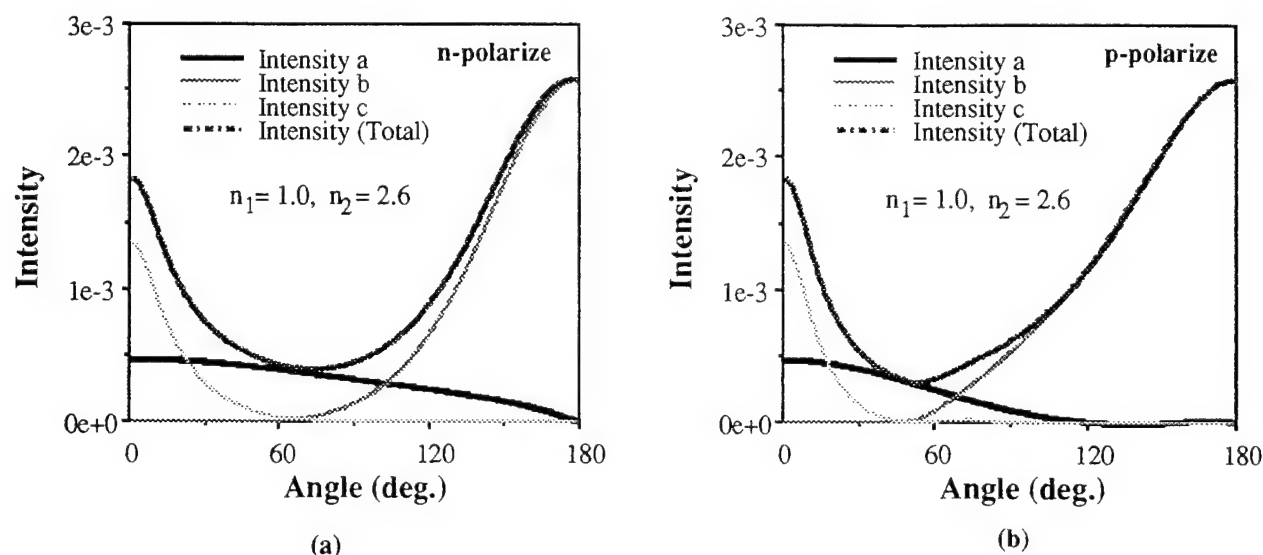 3e-3
n-polarize
Intensity a
Intensity b
Intensity c
Intensity (Total)
2e-3
n1= 1.0, n2 = 2.6
1e-3
0e+0
Intensity
0 60 120 180
Angle (deg.)
(a)
3e-3
p-polarize
Intensity a
Intensity b
Intensity c
Intensity (Total)
2e-3
n1= 1.0, n2 = 2.6
1e-3
0e+0
Intensity
0 60 120 180
Angle (deg.)
(b)